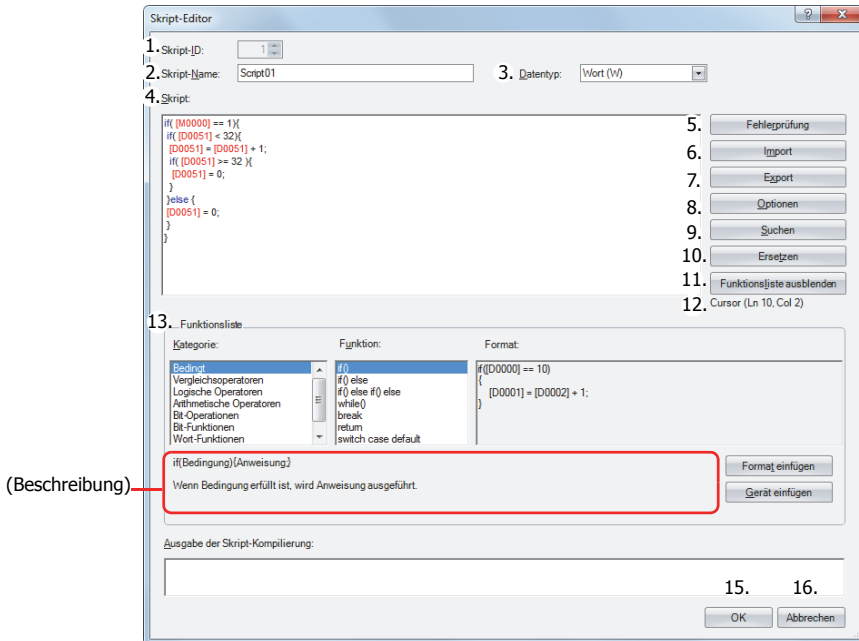 Skript-Editor
1. Skript-ID: 1
2. Skript-Name: Script01 3. Datentyp: Wort (W)
4. Skript:
if( [M0000] == 1){
if( [D0051] < 32){
[D0051] = [D0051] + 1;
if( [D0051] >= 32 ){
[D0051] = 0;
}
}else {
[D0051] = 0;
}
}
5. Fehlerprüfung
6. Import
7. Export
8. Optionen
9. Suchen
10. Ersetzen
11. Funktionsliste ausblenden
12. Cursor (Ln 10, Col 2)
13. Funktionsliste
Kategorie:
Bedingt
Vergleichsoperatoren
Logische Operatoren
Arithmetische Operatoren
Bit-Operationen
Bit-Funktionen
Wort-Funktionen
Funktion:
if()
if() else
if() else if() else
while()
break
return
switch case default
Format:
if([D0000] == 10)
{
[D0001] = [D0002] + 1;
}
(Beschreibung)
if(Bedingung){Anweisung;}
Wenn Bedingung erfüllt ist, wird Anweisung ausgeführt.
Format einfügen
Gerät einfügen
Ausgabe der Skript-Kompilierung:
15. 16.
OK Abbrechen